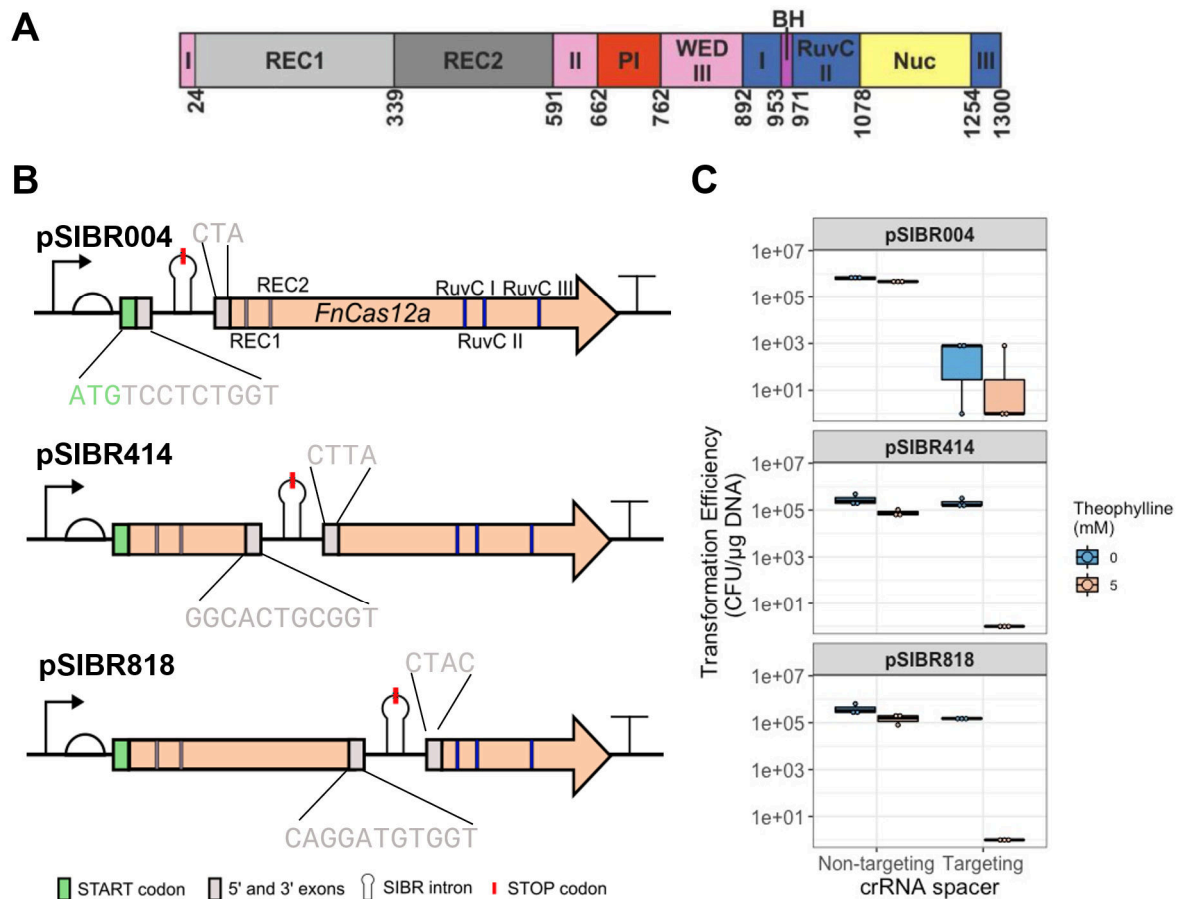 A
BH
I REC1 REC2 II PI WED III I RuvC II Nuc III
24 339 591 662 762 892 953 971 1078 1254 1300
B
pSIBR004
CTA
REC2
RuvC I RuvC III
FnCas12a
REC1
RuvC II
ATGTCCTCTGGT
pSIBR414
CTTA
GGCACTGCGGT
pSIBR818
CTAC
CAGGATGTGGT
START codon 5' and 3' exons SIBR intron STOP codon
C
pSIBR004
1e+07
1e+05
1e+03
1e+01
pSIBR414
1e+07
1e+05
1e+03
1e+01
pSIBR818
1e+07
1e+05
1e+03
1e+01
Transformation Efficiency
(CFU/µg DNA)
Non-targeting Targeting
crRNA spacer
Theophylline
(mM)
0
5